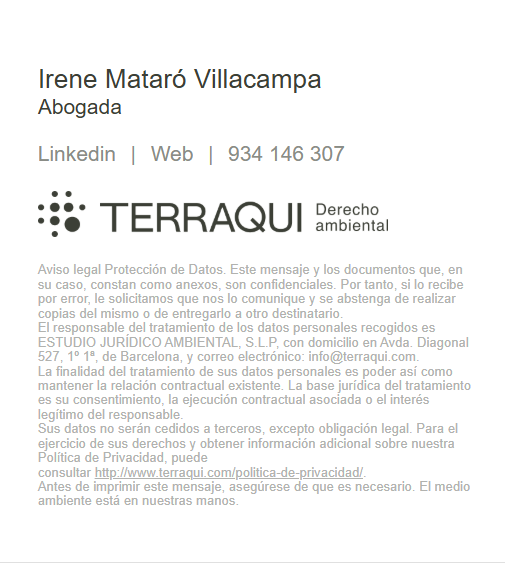 Irene Mataró Villacampa
Abogada
Linkedin | Web | 934 146 307
TERRAQUI Derecho
ambiental
Aviso legal Protección de Datos. Este mensaje y los documentos que, en
su caso, constan como anexos, son confidenciales. Por tanto, si lo recibe
por error, le solicitamos que nos lo comunique y se abstenga de realizar
copias del mismo o de entregarlo a otro destinatario.
El responsable del tratamiento de los datos personales recogidos es
ESTUDIO JURÍDICO AMBIENTAL, S.L.P, con domicilio en Avda. Diagonal
527, 1º 1ª, de Barcelona, y correo electrónico: info@terraqui.com.
La finalidad del tratamiento de sus datos personales es poder así como
mantener la relación contractual existente. La base jurídica del tratamiento
es su consentimiento, la ejecución contractual asociada o el interés
legítimo del responsable.
Sus datos no serán cedidos a terceros, excepto obligación legal. Para el
ejercicio de sus derechos y obtener información adicional sobre nuestra
Política de Privacidad, puede
consultar http://www.terraqui.com/politica-de-privacidad/.
Antes de imprimir este mensaje, asegúrese de que es necesario. El medio
ambiente está en nuestras manos.